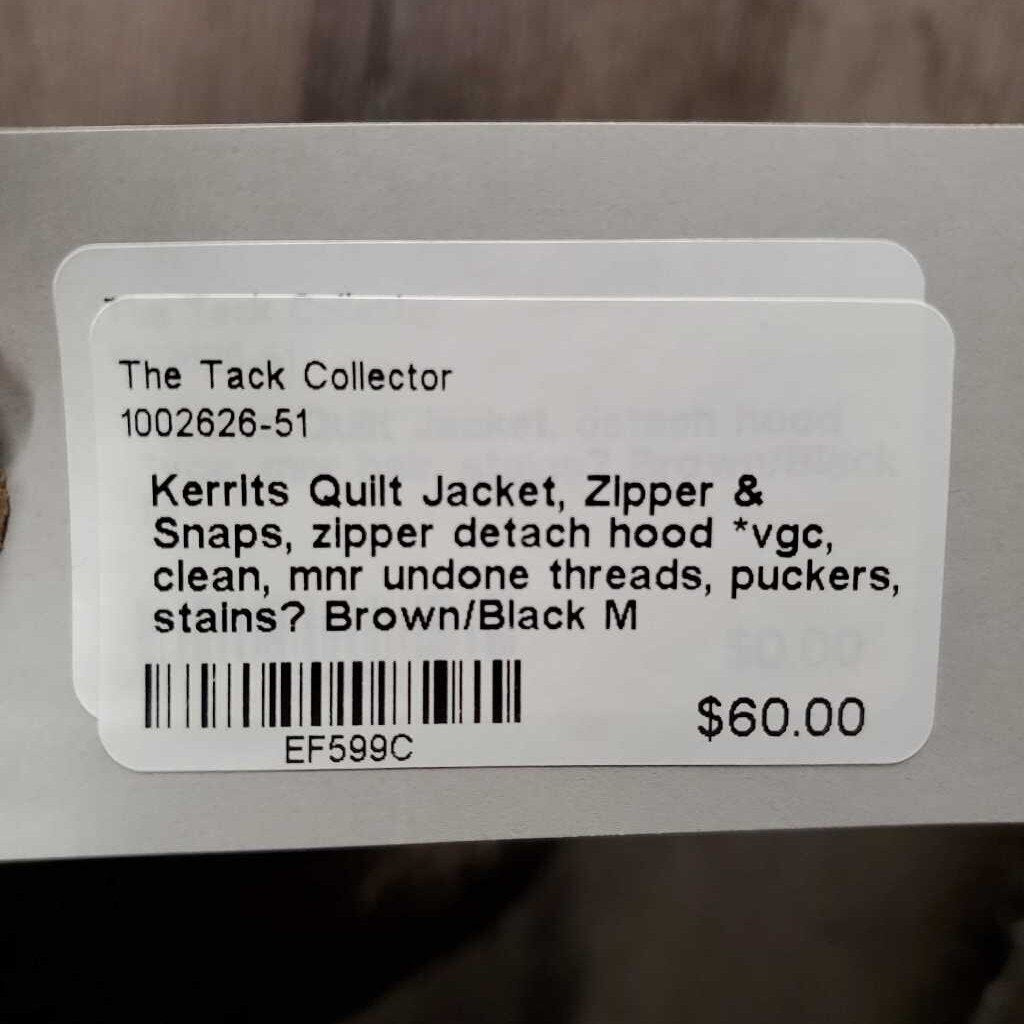 The Tack Collector
1002626-51
Kerrits Quilt Jacket, Zipper &
Snaps, zipper detach hood *vgc,
clean, mnr undone threads, puckers,
stains? Brown/Black M
EF599C
$60.00